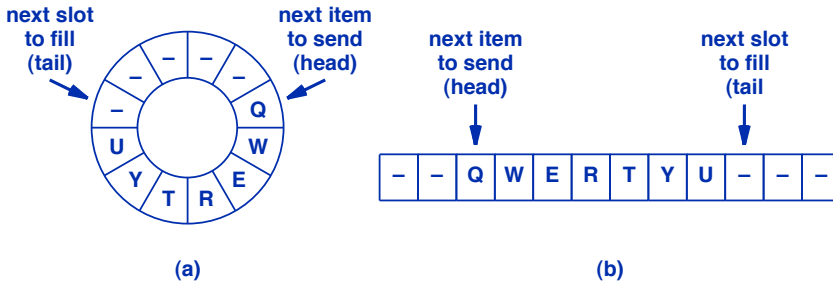 next slot
to fill
(tail)
next item
to send
(head)
– – – – –
Q
W
E
R
T
Y
U
(a)
next item
to send
(head)
next slot
to fill
(tail
– – Q W E R T Y U – – –
(b)